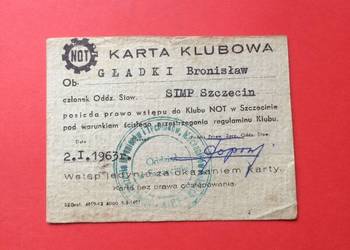 NOT KARTA KLUBOWA
GŁADKI Bronisław
Ob.
członek Oddz. Stow. SIMP Szczecin
posiada prawo wstępu do Klubu NOT w Szczecinie
pod warunkiem ścisłego przestrzegania regulaminu Klubu.
2.I.1963r.
Wstęp jedynie za okazaniem Karty.
Karta bez prawa odstępowania.